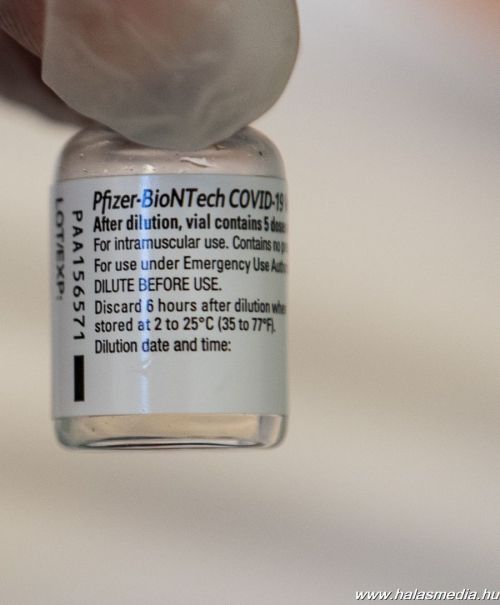 Pfizer-BioNTech COVID-19
After dilution, vial contains 5 doses
For intramuscular use. Contains no
For use under Emergency Use
DILUTE BEFORE USE.
Discard 6 hours after dilution when
stored at 2 to 25°C (35 to 77°F).
Dilution date and time:
PAA156571
LOT/EXP:
www.halasmedia.hu